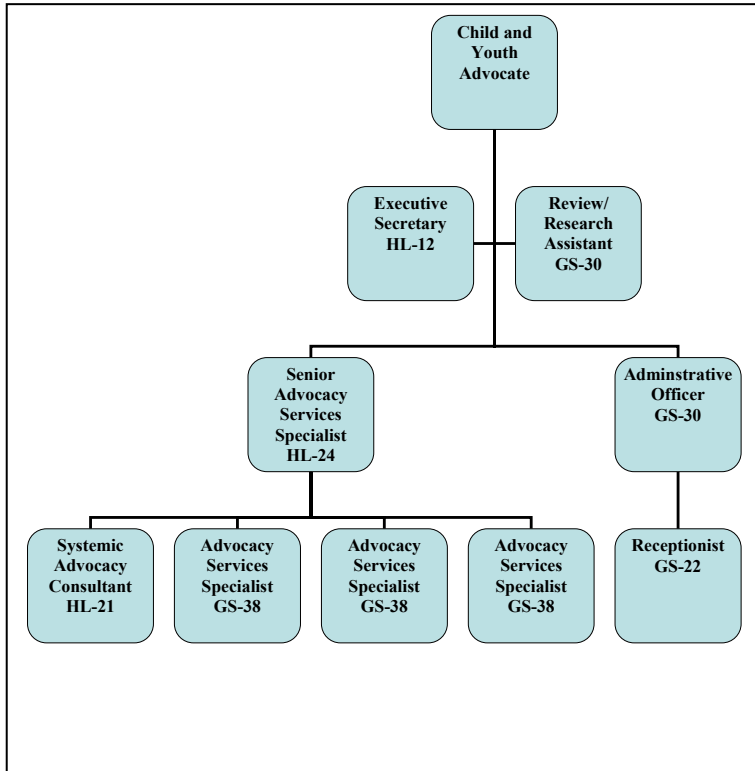 Child and
Youth
Advocate
Executive
Secretary
HL-12
Review/
Research
Assistant
GS-30
Senior
Advocacy
Services
Specialist
HL-24
Adminstrative
Officer
GS-30
Systemic
Advocacy
Consultant
HL-21
Advocacy
Services
Specialist
GS-38
Advocacy
Services
Specialist
GS-38
Advocacy
Services
Specialist
GS-38
Receptionist
GS-22